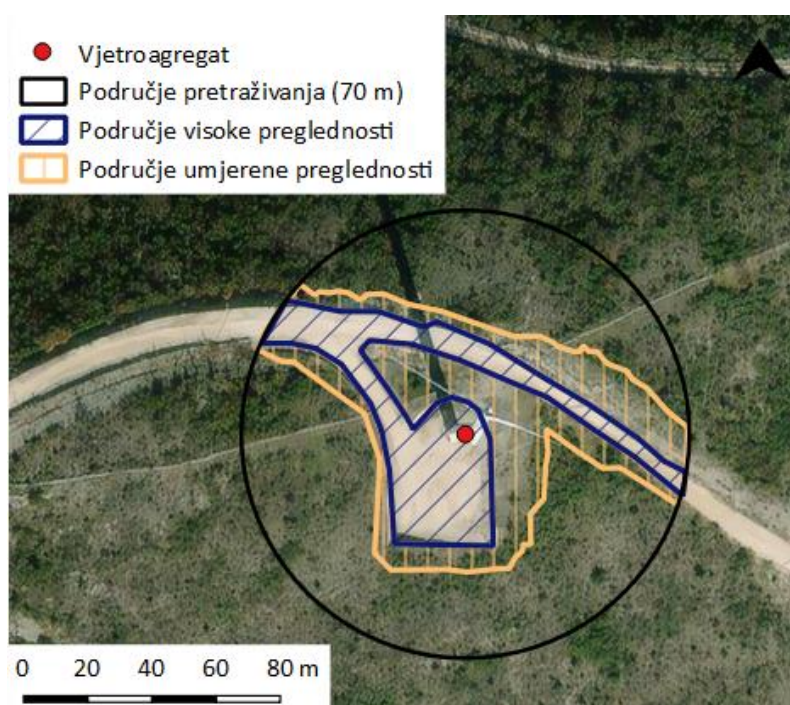 Vjetroagregat
Područje pretraživanja (70 m)
Područje visoke preglednosti
Područje umjerene preglednosti
0 20 40 60 80 m